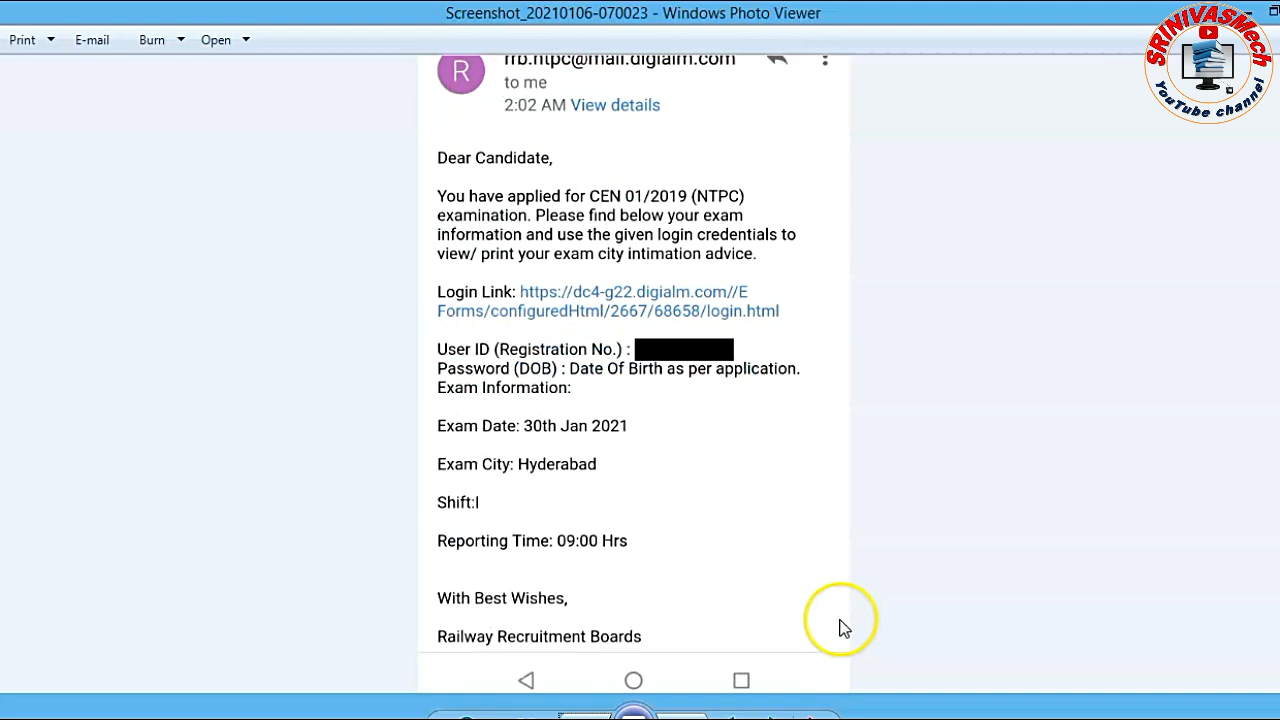 Screenshot_20210106-070023 - Windows Photo Viewer
Print E-mail Burn Open
SRINIVASMech
YouTube channel
R
rrb.ntpc@mail.digialm.com
to me
2:02 AM View details
Dear Candidate,
You have applied for CEN 01/2019 (NTPC)
examination. Please find below your exam
information and use the given login credentials to
view/ print your exam city intimation advice.
Login Link: https://dc4-g22.digialm.com//E
Forms/configuredHtml/2667/68658/login.html
User ID (Registration No.) :
Password (DOB) : Date Of Birth as per application.
Exam Information:
Exam Date: 30th Jan 2021
Exam City: Hyderabad
Shift:I
Reporting Time: 09:00 Hrs
With Best Wishes,
Railway Recruitment Boards